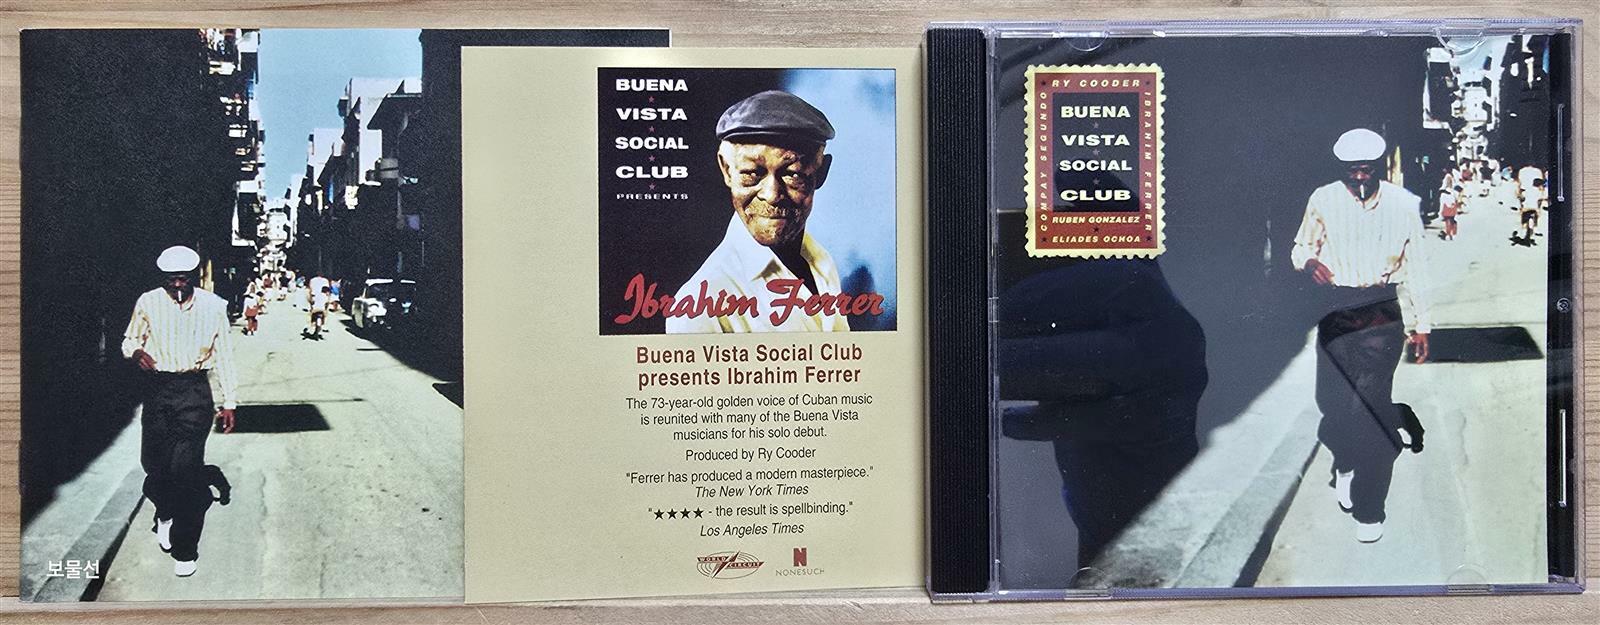 보물선
BUENA
VISTA
SOCIAL
CLUB
PRESENTS
Ibrahim Ferrer
Buena Vista Social Club
presents Ibrahim Ferrer
The 73-year-old golden voice of Cuban music
is reunited with many of the Buena Vista
musicians for his solo debut.
Produced by Ry Cooder
"Ferrer has produced a modern masterpiece."
The New York Times
"★★★★ - the result is spellbinding."
Los Angeles Times
WORLD
CIRCUIT
N
NONESUCH
RY COODER
COMPAY SEGUNDO
IBRAHIM FERRER
BUENA
VISTA
SOCIAL
CLUB
RUBEN GONZALEZ
ELIADES OCHOA